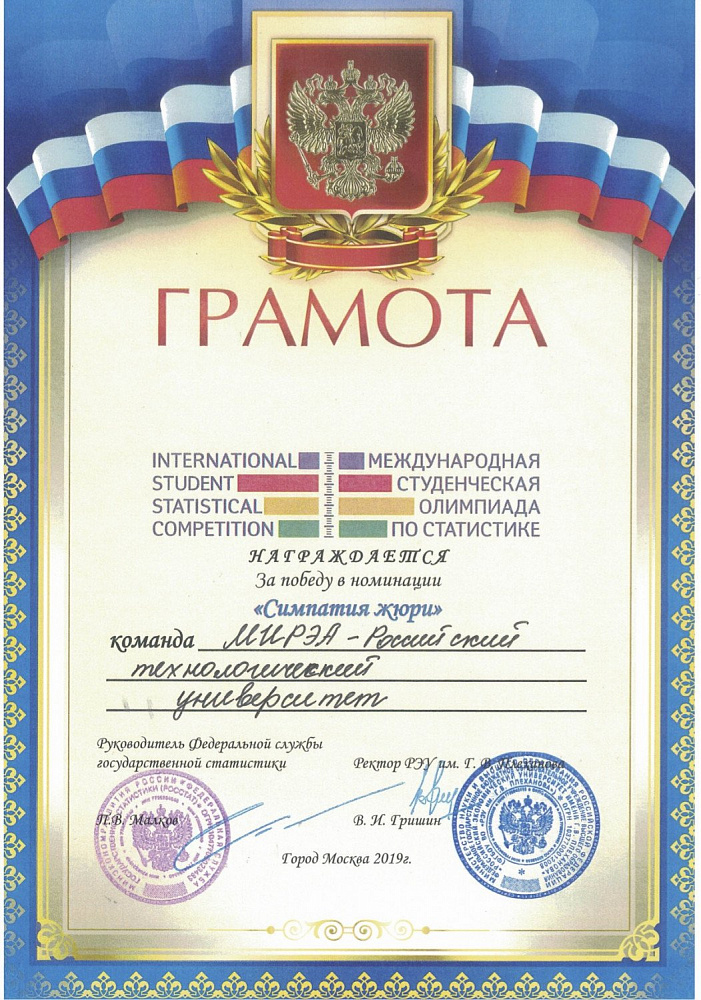 ГРАМОТА
INTERNATIONAL МЕЖДУНАРОДНАЯ
STUDENT СТУДЕНЧЕСКАЯ
STATISTICAL ОЛИМПИАДА
COMPETITION ПО СТАТИСТИКЕ
НАГРАЖДАЕТСЯ
За победу в номинации
«Симпатия жюри»
команда МИРЭА - Российский
технологический
университет
Руководитель Федеральной службы
государственной статистики
Ректор РЭУ им. Г. В. Плеханова
П.В. Малков
В. И. Гришин
Город Москва 2019г.